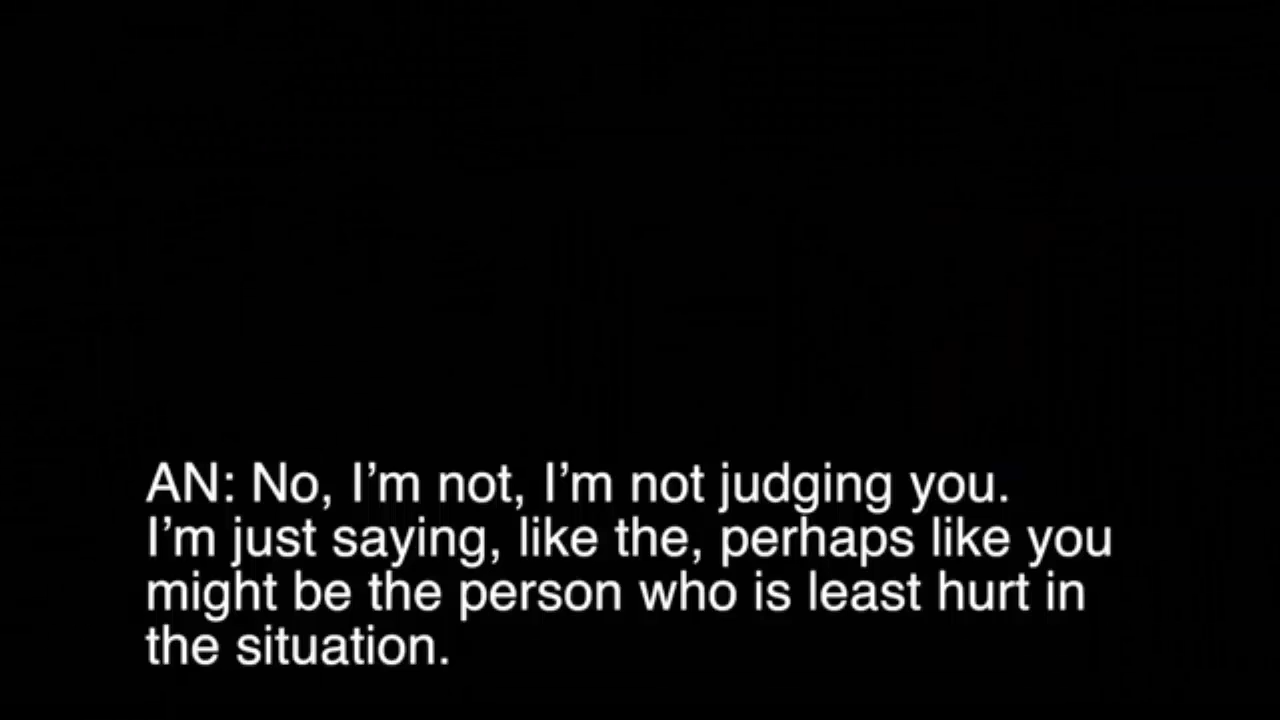 AN: No, I’m not, I’m not judging you.
I’m just saying, like the, perhaps like you
might be the person who is least hurt in
the situation.